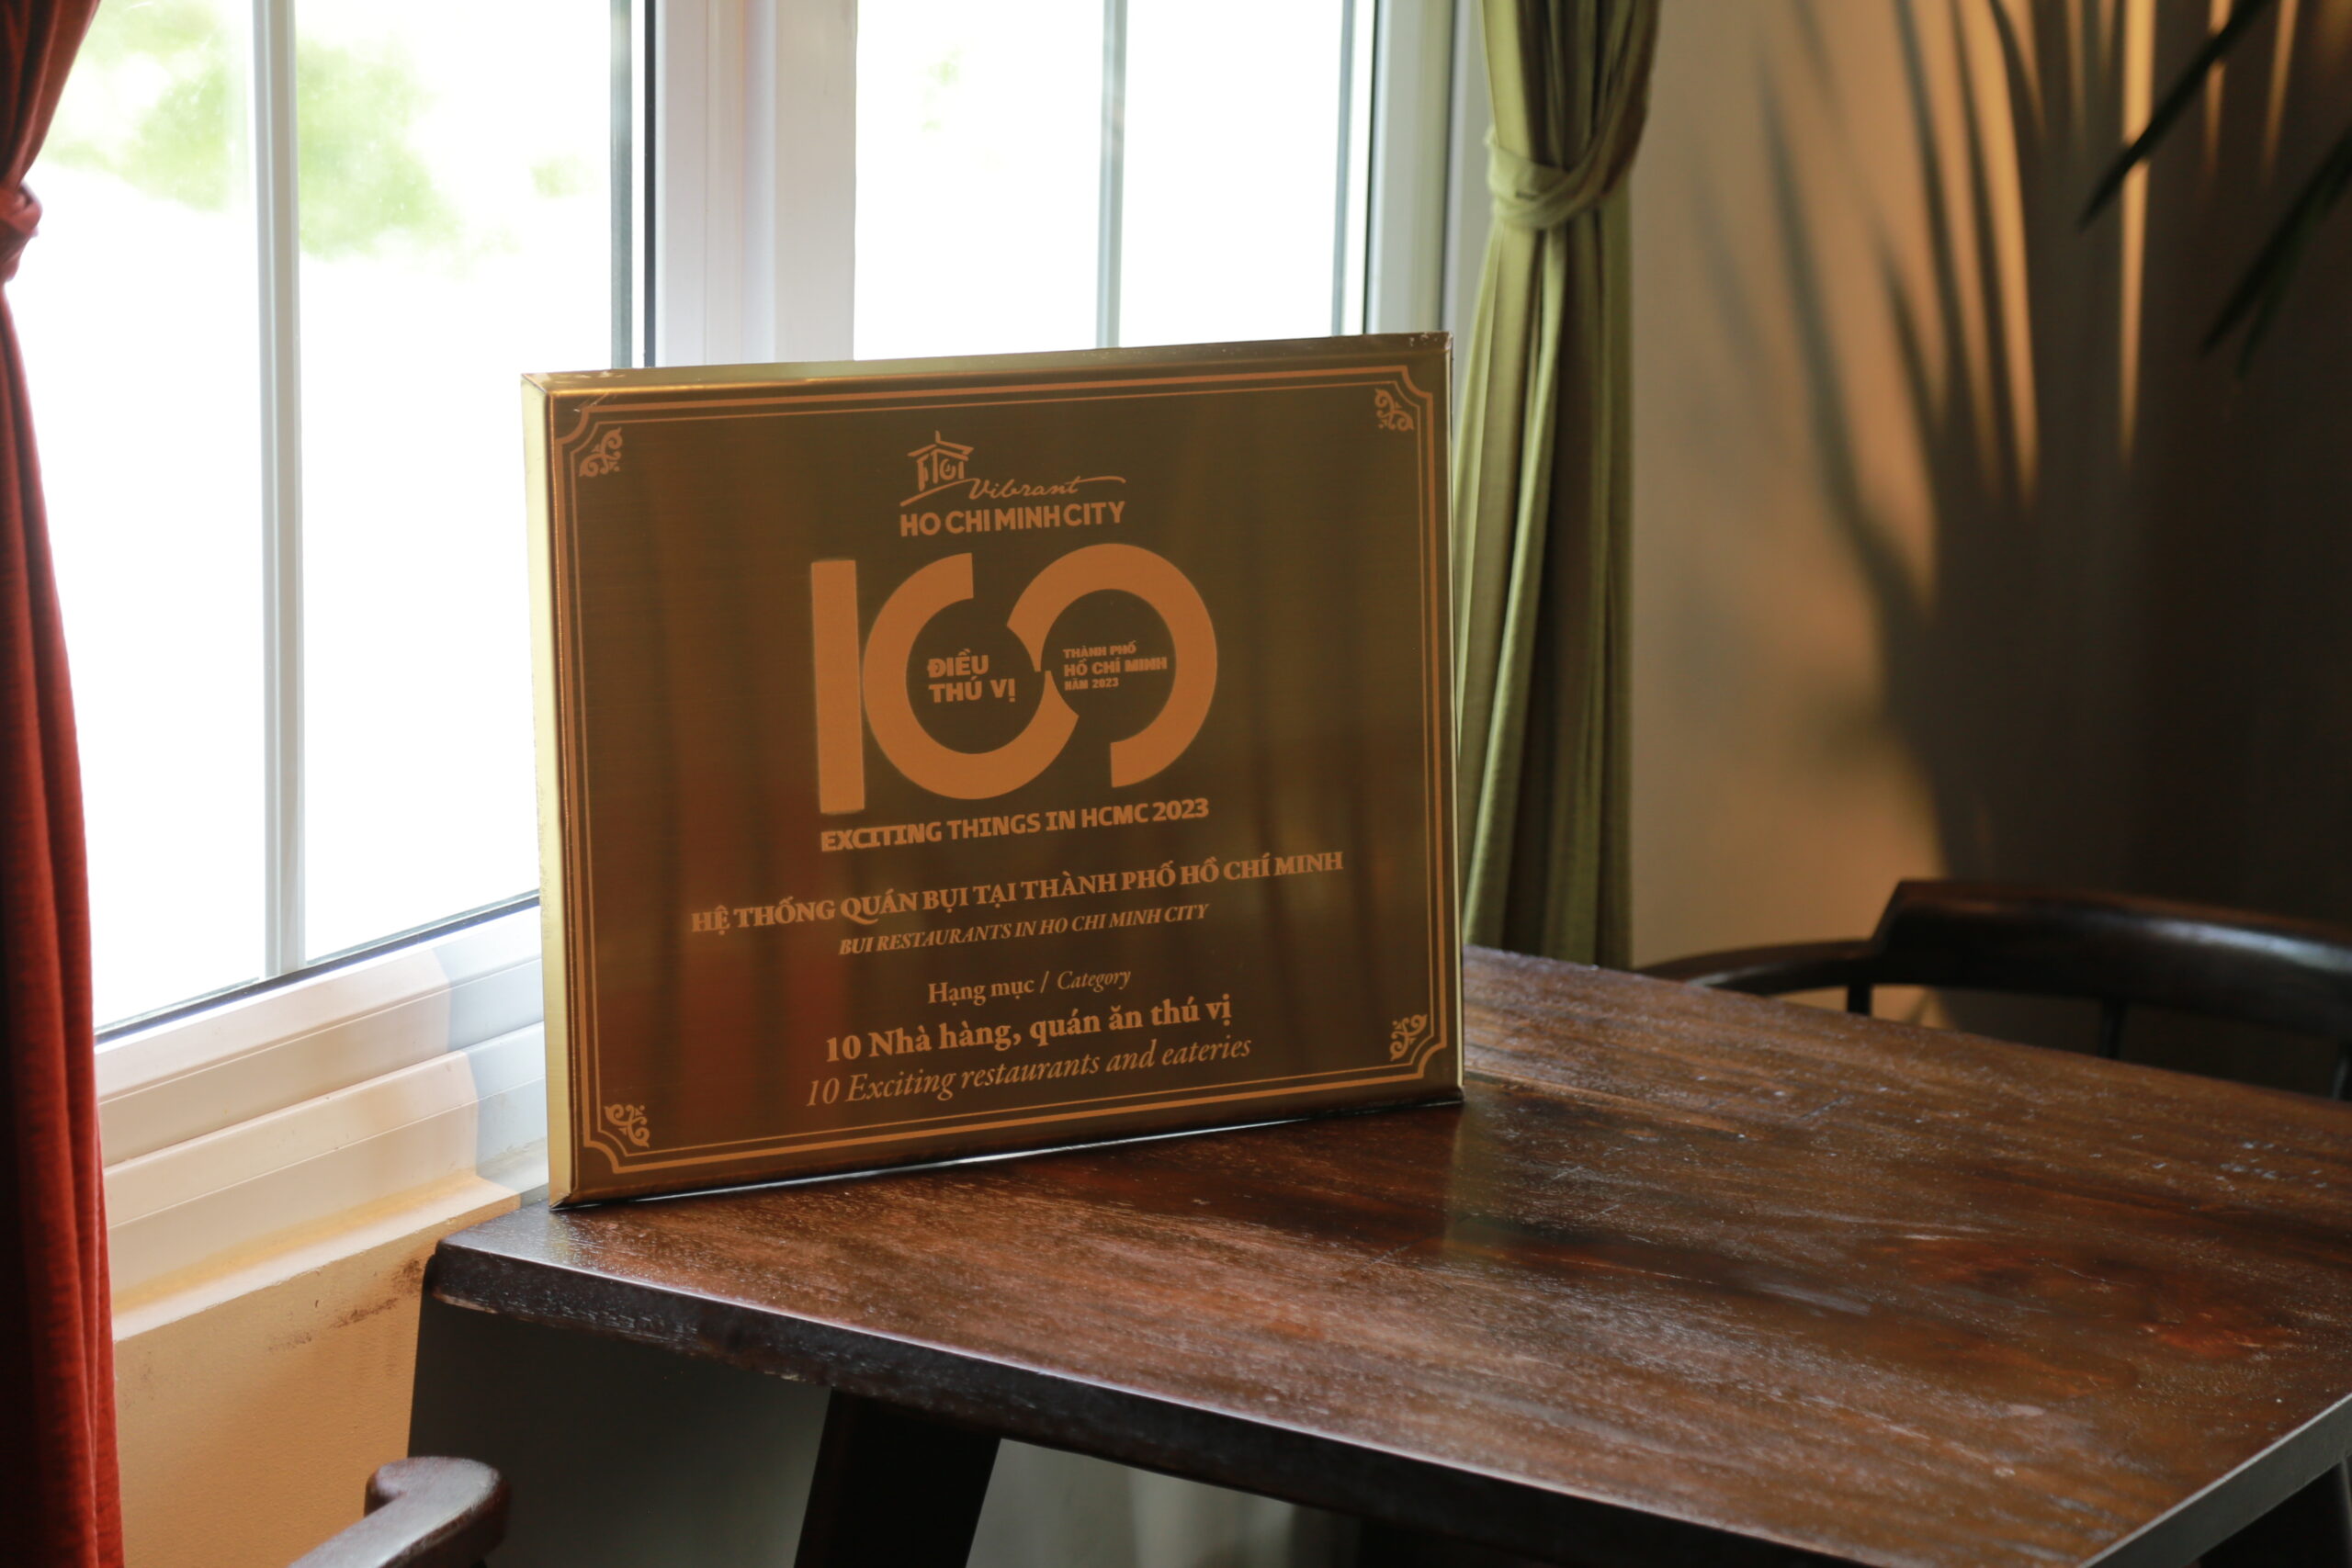 Vibrant
HO CHI MINH CITY
100
ĐIỀU
THÚ VỊ
THÀNH PHỐ
HỒ CHÍ MINH
NĂM 2023
EXCITING THINGS IN HCMC 2023
HỆ THỐNG QUÁN BỤI TẠI THÀNH PHỐ HỒ CHÍ MINH
BUI RESTAURANTS IN HO CHI MINH CITY
Hạng mục / Category
10 Nhà hàng, quán ăn thú vị
10 Exciting restaurants and eateries